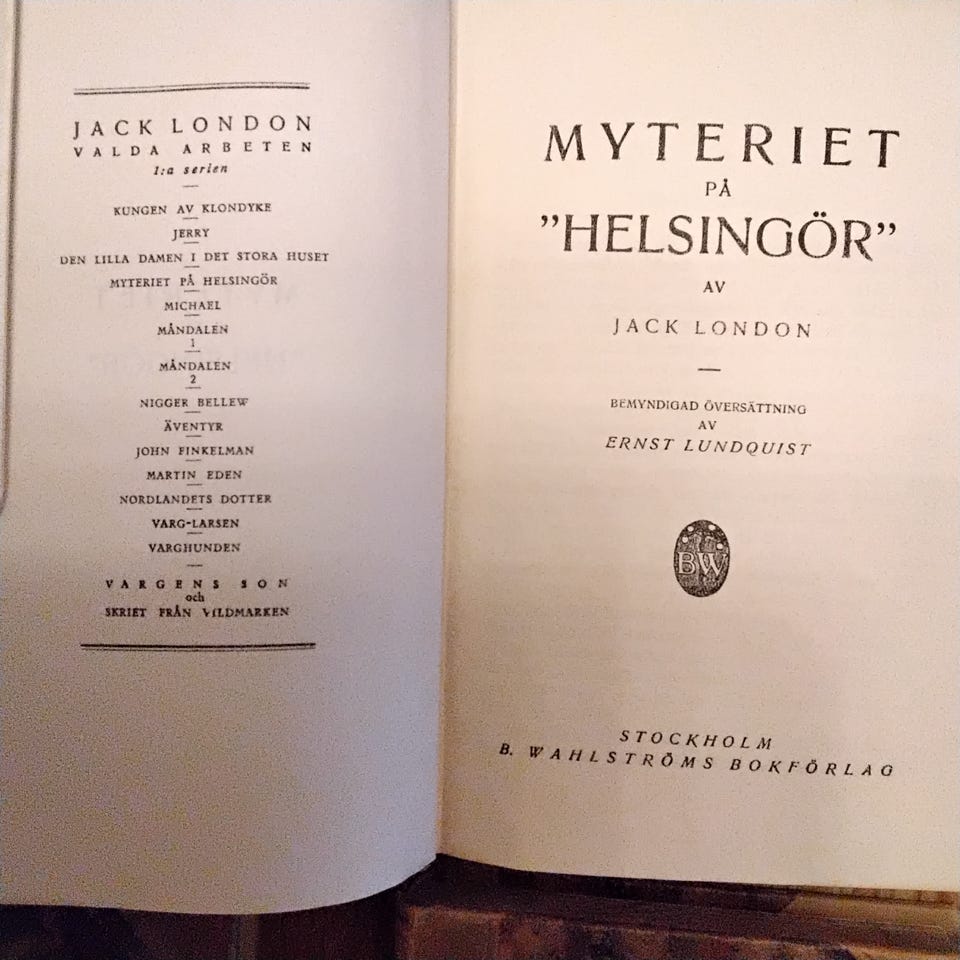 JACK LONDON
VALDA ARBETEN
1:a serien
KUNGEN AV KLONDYKE
JERRY
DEN LILLA DAMEN I DET STORA HUSET
MYTERIET PÅ HELSINGÖR
MICHAEL
MÅNDALEN
1
MÅNDALEN
2
NIGGER BELLEW
ÄVENTYR
JOHN FINKELMAN
MARTIN EDEN
NORDLANDETS DOTTER
VARG-LARSEN
VARGHUNDEN
VARGENS SON
och
SKRIET FRÅN VILDMARKEN
MYTERIET
PÅ
”HELSINGÖR”
AV
JACK LONDON
BEMYNDIGAD ÖVERSÄTTNING
AV
ERNST LUNDQUIST
BW
STOCKHOLM
B. WAHLSTRÖMS BOKFÖRLAG